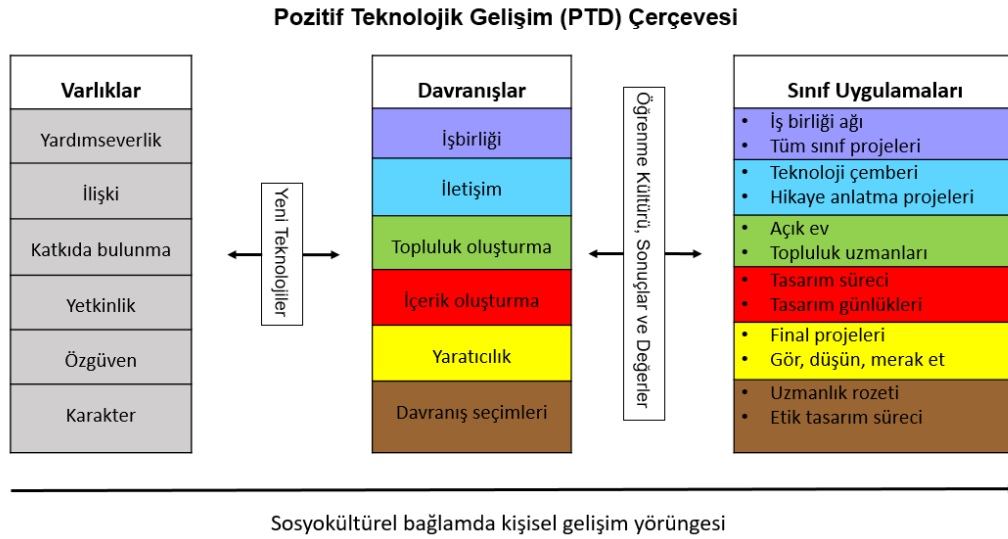 Pozitif Teknolojik Gelişim (PTD) Çerçevesi
Varlıklar
Yardımseverlik
İlişki
Katkıda bulunma
Yetkinlik
Özgüven
Karakter
Yeni Teknolojiler
Davranışlar
İşbirliği
İletişim
Topluluk oluşturma
İçerik oluşturma
Yaratıcılık
Davranış seçimleri
Öğrenme Kültürü, Sonuçlar ve Değerler
Sınıf Uygulamaları
• İş birliği ağı
• Tüm sınıf projeleri
• Teknoloji çemberi
• Hikaye anlatma projeleri
• Açık ev
• Topluluk uzmanları
• Tasarım süreci
• Tasarım günlükleri
• Final projeleri
• Gör, düşün, merak et
• Uzmanlık rozeti
• Etik tasarım süreci
Sosyokültürel bağlamda kişisel gelişim yörüngesi